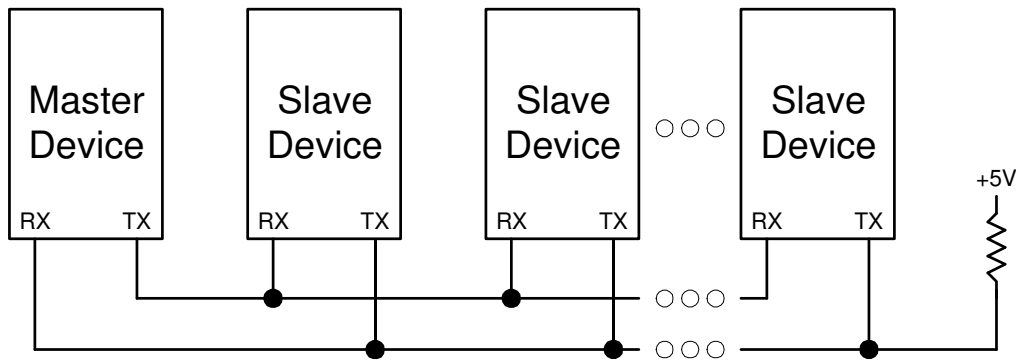 Master
Device
Slave
Device
Slave
Device
Slave
Device
+5V
RX TX
RX TX
RX TX
RX TX